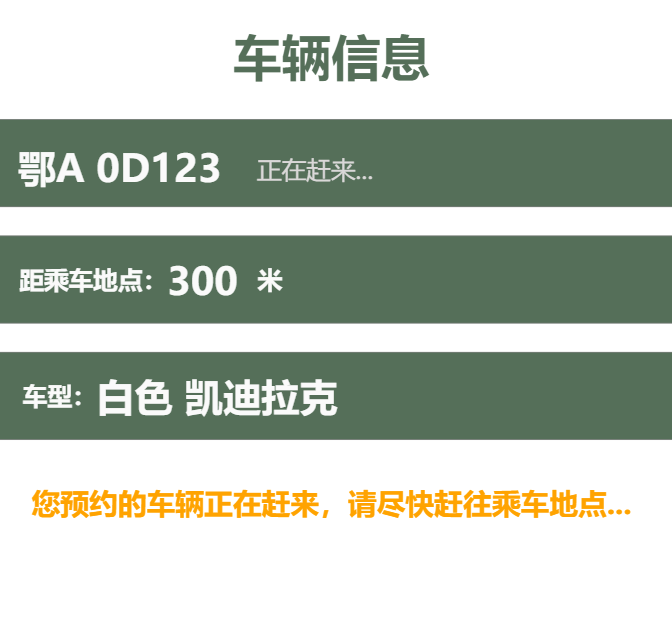 车辆信息
鄂A 0D123 正在赶来...
距乘车地点：300 米
车型：白色 凯迪拉克
您预约的车辆正在赶来，请尽快赶往乘车地点...